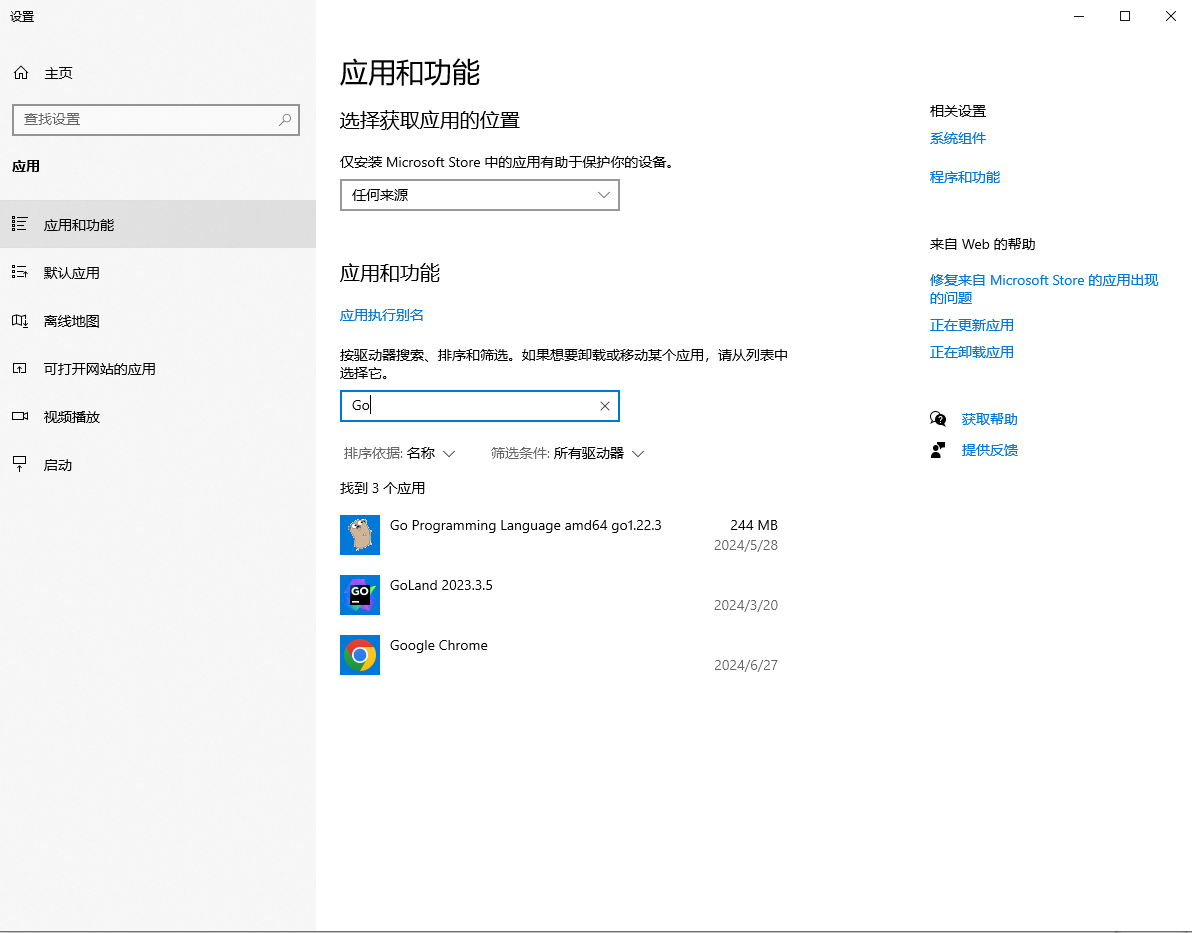 设置
主页
查找设置
应用
应用和功能
默认应用
离线地图
可打开网站的应用
视频播放
启动
应用和功能
选择获取应用的位置
仅安装 Microsoft Store 中的应用有助于保护你的设备。
任何来源
应用和功能
应用执行别名
按驱动器搜索、排序和筛选。如果想要卸载或移动某个应用，请从列表中
选择它。
Go
排序依据: 名称 筛选条件: 所有驱动器
找到 3 个应用
Go Programming Language amd64 go1.22.3 244 MB
2024/5/28
GO
GoLand 2023.3.5
2024/3/20
Google Chrome
2024/6/27
相关设置
系统组件
程序和功能
来自 Web 的帮助
修复来自 Microsoft Store 的应用出现
的问题
正在更新应用
正在卸载应用
获取帮助
提供反馈